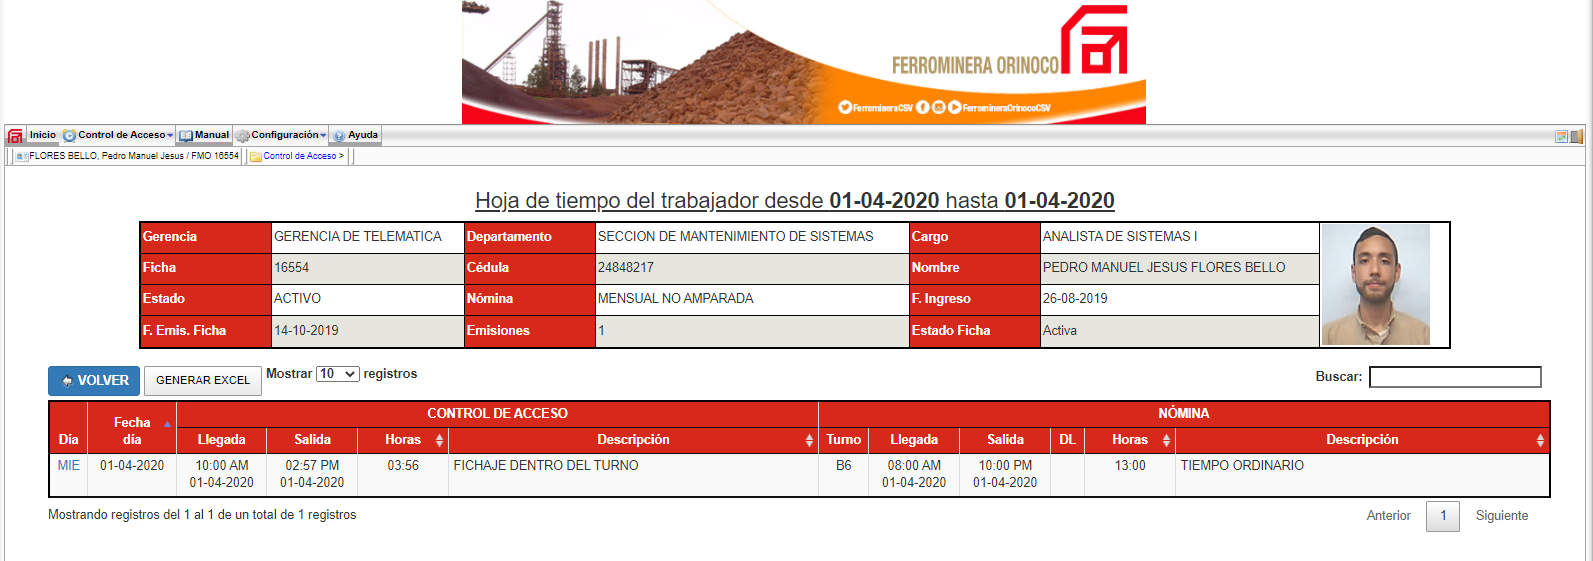 FERROMINERA ORINOCO
FerromineraCSV FerromineraOrinocoCSV
Inicio Control de Acceso Manual Configuración Ayuda
FLORES BELLO, Pedro Manuel Jesus / FMO 16554 Control de Acceso >
Hoja de tiempo del trabajador desde 01-04-2020 hasta 01-04-2020
Gerencia GERENCIA DE TELEMATICA Departamento SECCION DE MANTENIMIENTO DE SISTEMAS Cargo ANALISTA DE SISTEMAS I
Ficha 16554 Cédula 24848217 Nombre PEDRO MANUEL JESUS FLORES BELLO
Estado ACTIVO Nómina MENSUAL NO AMPARADA F. Ingreso 26-08-2019
F. Emis. Ficha 14-10-2019 Emisiones 1 Estado Ficha Activa
VOLVER GENERAR EXCEL Mostrar 10 registros Buscar:
CONTROL DE ACCESO NÓMINA
Día Fecha día Llegada Salida Horas Descripción Turno Llegada Salida DL Horas Descripción
MIE 01-04-2020 10:00 AM 02:57 PM 03:56 FICHAJE DENTRO DEL TURNO B6 08:00 AM 10:00 PM 13:00 TIEMPO ORDINARIO
01-04-2020 01-04-2020 01-04-2020 01-04-2020
Mostrando registros del 1 al 1 de un total de 1 registros Anterior 1 Siguiente